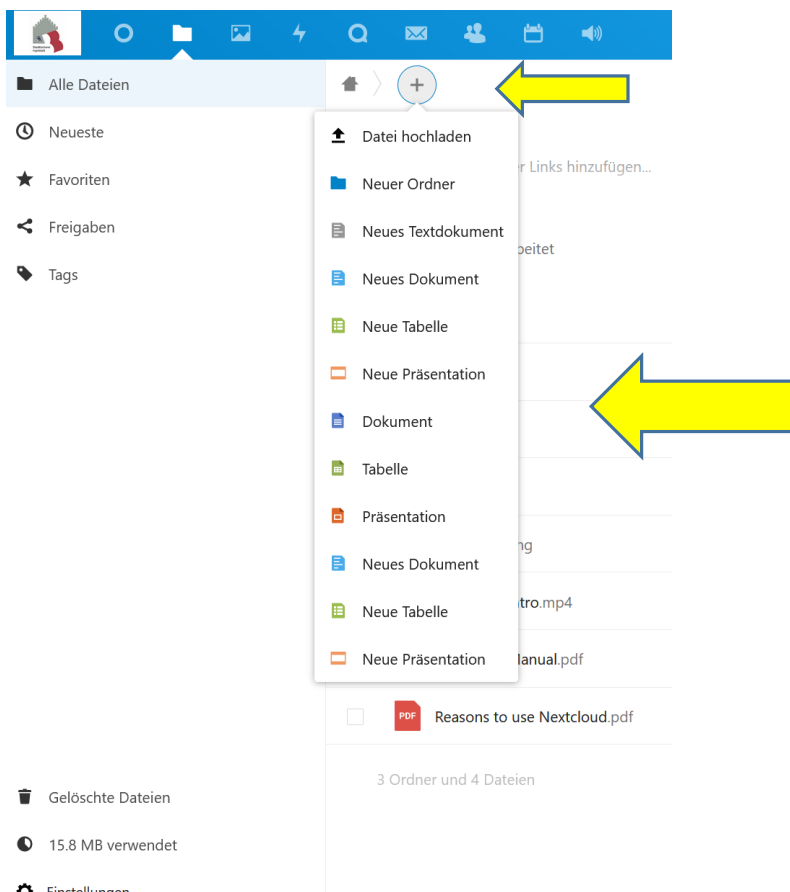 Alle Dateien
Neueste
Favoriten
Freigaben
Tags
Datei hochladen
Neuer Ordner
Neues Textdokument
Neues Dokument
Neue Tabelle
Neue Präsentation
Dokument
Tabelle
Präsentation
Neues Dokument
Neue Tabelle
Neue Präsentation
Links hinzufügen...
beitet
ng
tro.mp4
anual.pdf
PDF Reasons to use Nextcloud.pdf
3 Ordner und 4 Dateien
Gelöschte Dateien
15.8 MB verwendet
Einstellungen